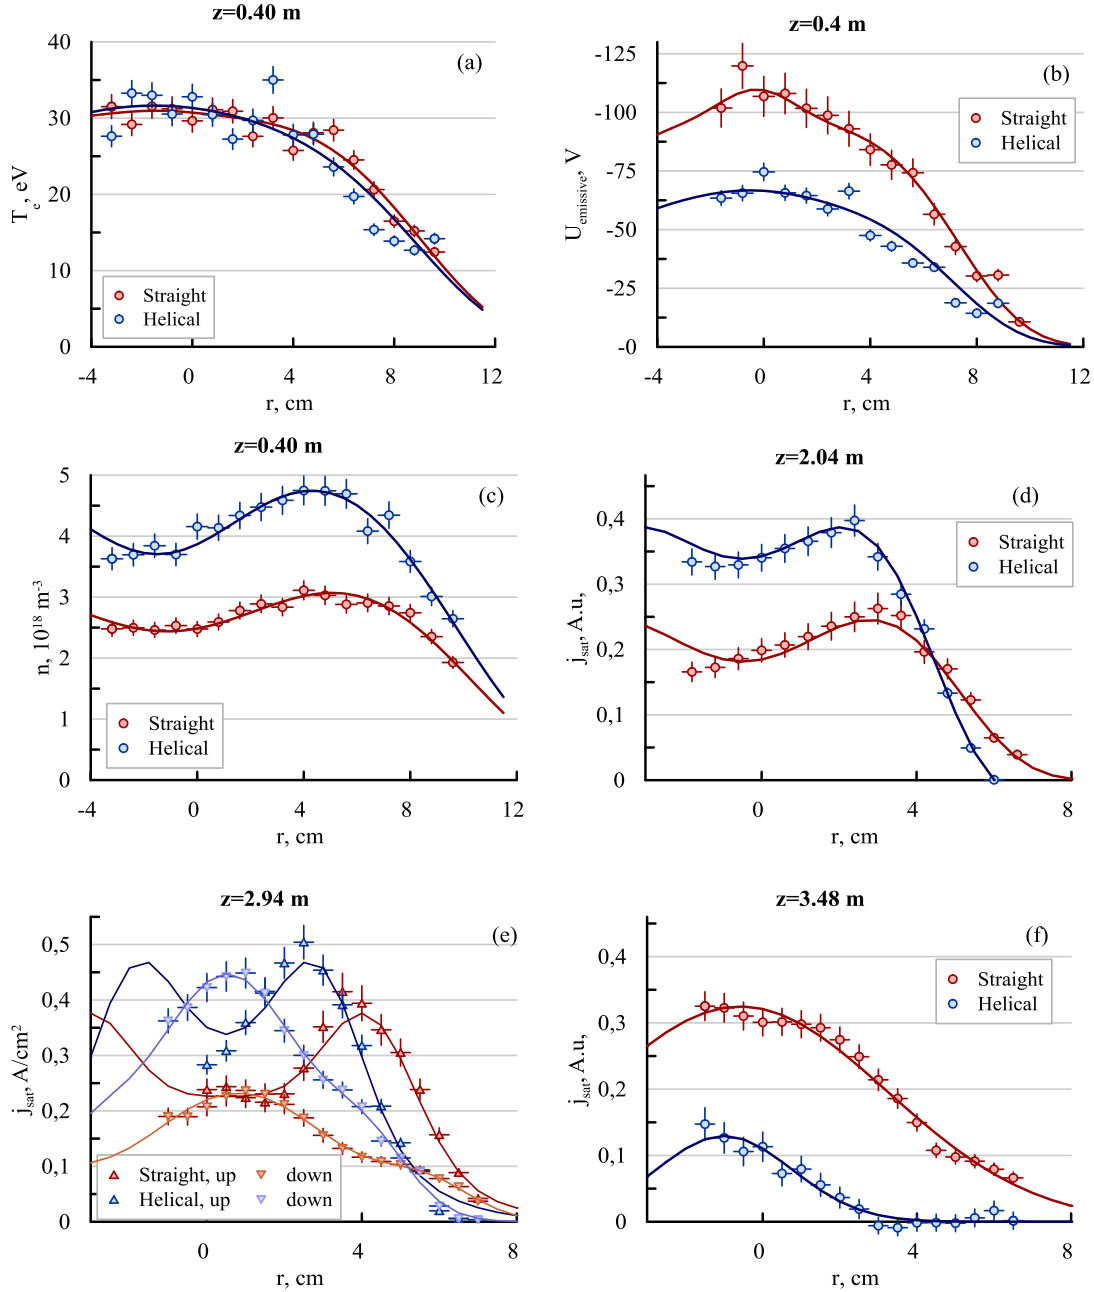 z=0.40 m
(a)
T_e, eV
40
30
20
10
0
Straight
Helical
-4 0 4 8 12
r, cm
z=0.4 m
(b)
U_emissive, V
-125
-100
-75
-50
-25
-0
Straight
Helical
-4 0 4 8 12
r, cm
z=0.40 m
(c)
n, 10^18 m^-3
5
4
3
2
1
0
Straight
Helical
-4 0 4 8 12
r, cm
z=2.04 m
(d)
j_sat, A.u,
0,4
0,3
0,2
0,1
0
Straight
Helical
0 4 8
r, cm
z=2.94 m
(e)
j_sat, A/cm^2
0,5
0,4
0,3
0,2
0,1
0
Straight, up down
Helical, up down
0 4 8
r, cm
z=3.48 m
(f)
j_sat, A.u,
0,4
0,3
0,2
0,1
0
Straight
Helical
0 4 8
r, cm